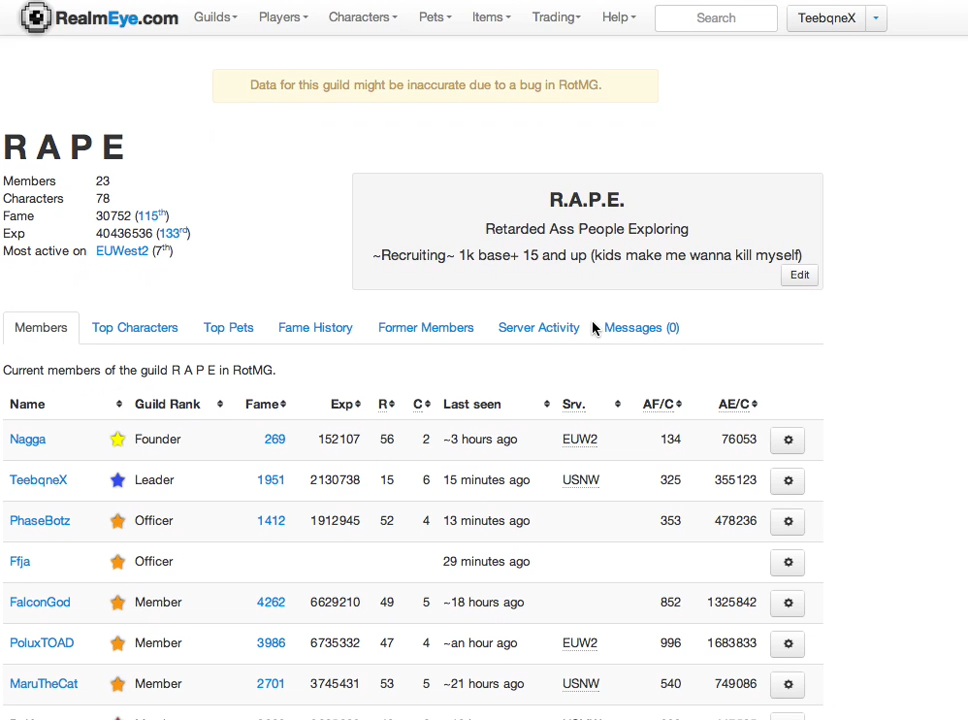 RealmEye.com Guilds Players Characters Pets Items Trading Help Search TeebqneX
Data for this guild might be inaccurate due to a bug in RotMG.
R A P E
Members 23
Characters 78
Fame 30752 (115th)
Exp 40436536 (133rd)
Most active on EUWest2 (7th)
R.A.P.E.
Retarded Ass People Exploring
~Recruiting~ 1k base+ 15 and up (kids make me wanna kill myself)
Edit
Members Top Characters Top Pets Fame History Former Members Server Activity Messages (0)
Current members of the guild R A P E in RotMG.
Name Guild Rank Fame Exp R C Last seen Srv. AF/C AE/C
Nagga Founder 269 152107 56 2 ~3 hours ago EUW2 134 76053
TeebqneX Leader 1951 2130738 15 6 15 minutes ago USNW 325 355123
PhaseBotz Officer 1412 1912945 52 4 13 minutes ago 353 478236
Ffja Officer 29 minutes ago
FalconGod Member 4262 6629210 49 5 ~18 hours ago 852 1325842
PoluxTOAD Member 3986 6735332 47 4 ~an hour ago EUW2 996 1683833
MaruTheCat Member 2701 3745431 53 5 ~21 hours ago USNW 540 749086